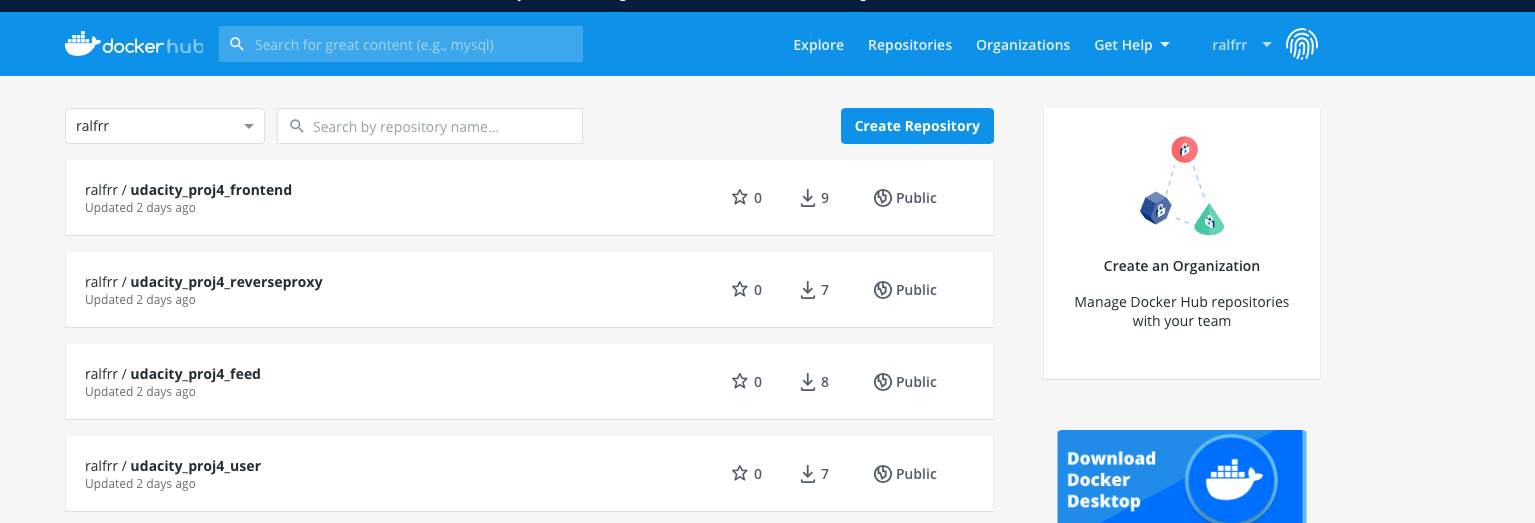 dockerhub
Search for great content (e.g., mysql)
Explore
Repositories
Organizations
Get Help
ralfrr
ralfrr
Search by repository name...
Create Repository
ralfrr / udacity_proj4_frontend
Updated 2 days ago
0
9
Public
ralfrr / udacity_proj4_reverseproxy
Updated 2 days ago
0
7
Public
ralfrr / udacity_proj4_feed
Updated 2 days ago
0
8
Public
ralfrr / udacity_proj4_user
Updated 2 days ago
0
7
Public
Create an Organization
Manage Docker Hub repositories
with your team
Download
Docker
Desktop